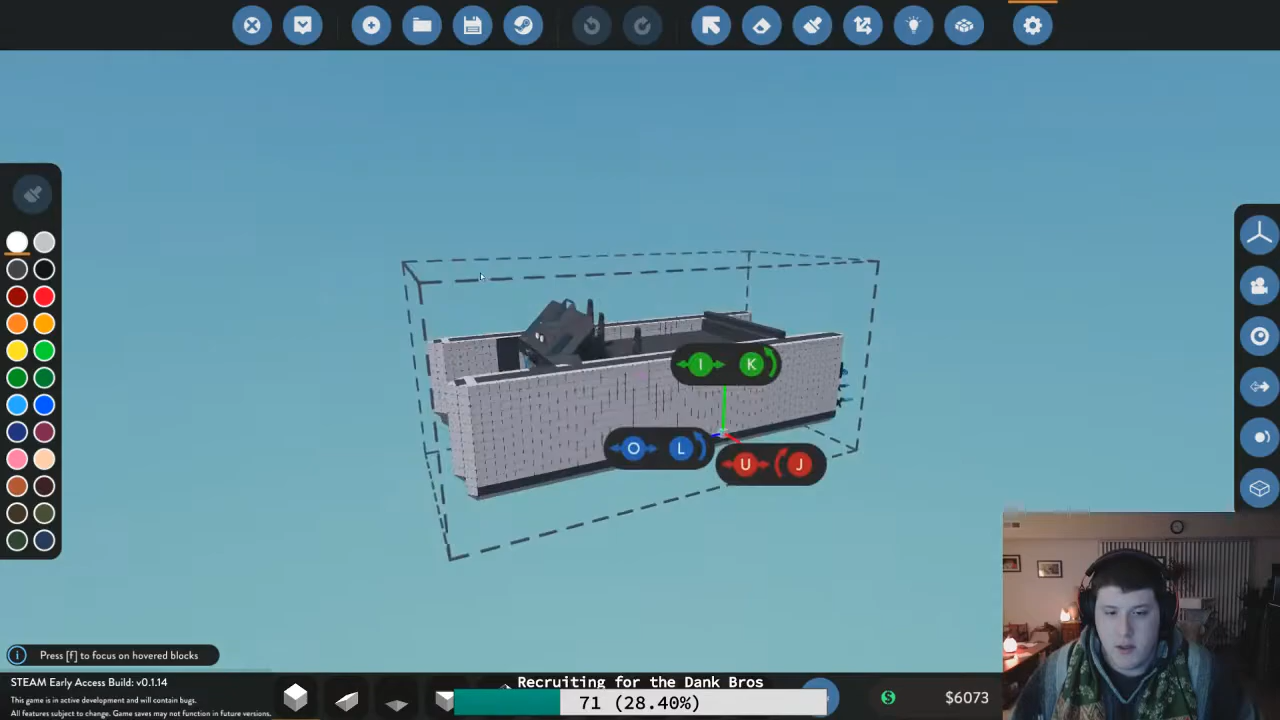 I K
O L
U J
Press [f] to focus on hovered blocks
STEAM Early Access Build: v0.1.14
This game is in active development and will contain bugs.
All features subject to change. Game saves may not function in future versions.
Recruiting for the Dank Bros
71 (28.40%)
$ $6073